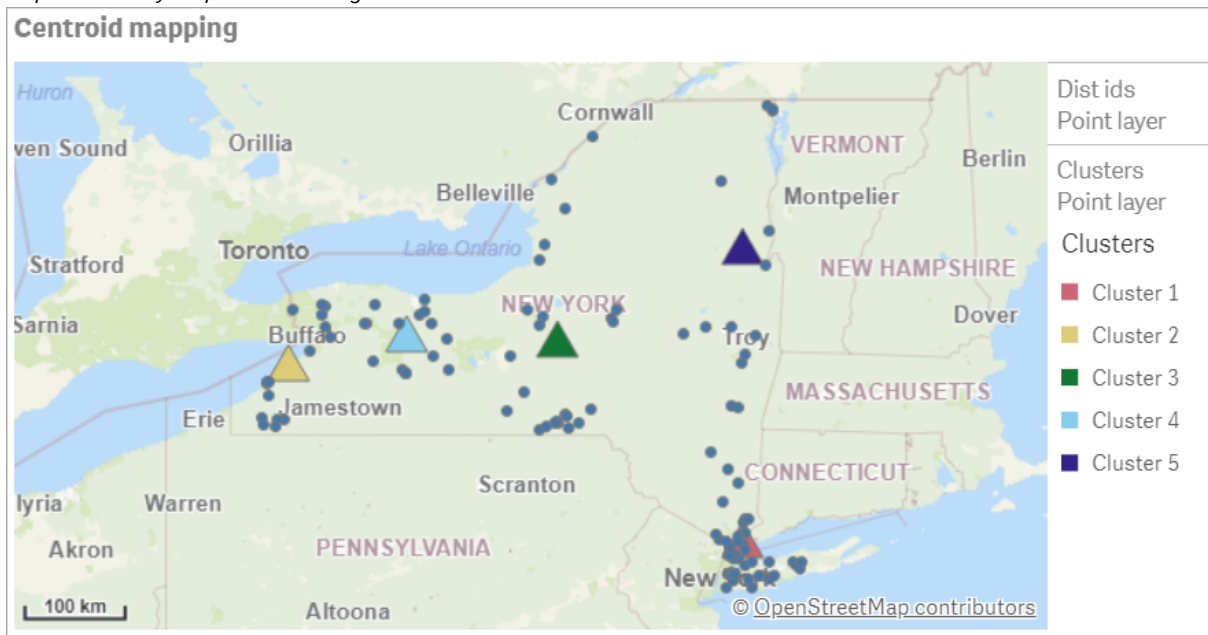 Centroid mapping
Huron
Cornwall
Orillia
wen Sound
VERMONT
Berlin
Belleville
Montpelier
Toronto
Lake Ontario
Stratford
NEW HAMPSHIRE
NEW YORK
Sarnia
Buffalo
Troy
Dover
MASSACHUSETTS
Jamestown
Erie
CONNECTICUT
Scranton
lyria
Warren
Akron
PENNSYLVANIA
New York
100 km
Altoona
© OpenStreetMap contributors
Dist ids
Point layer
Clusters
Point layer
Clusters
Cluster 1
Cluster 2
Cluster 3
Cluster 4
Cluster 5